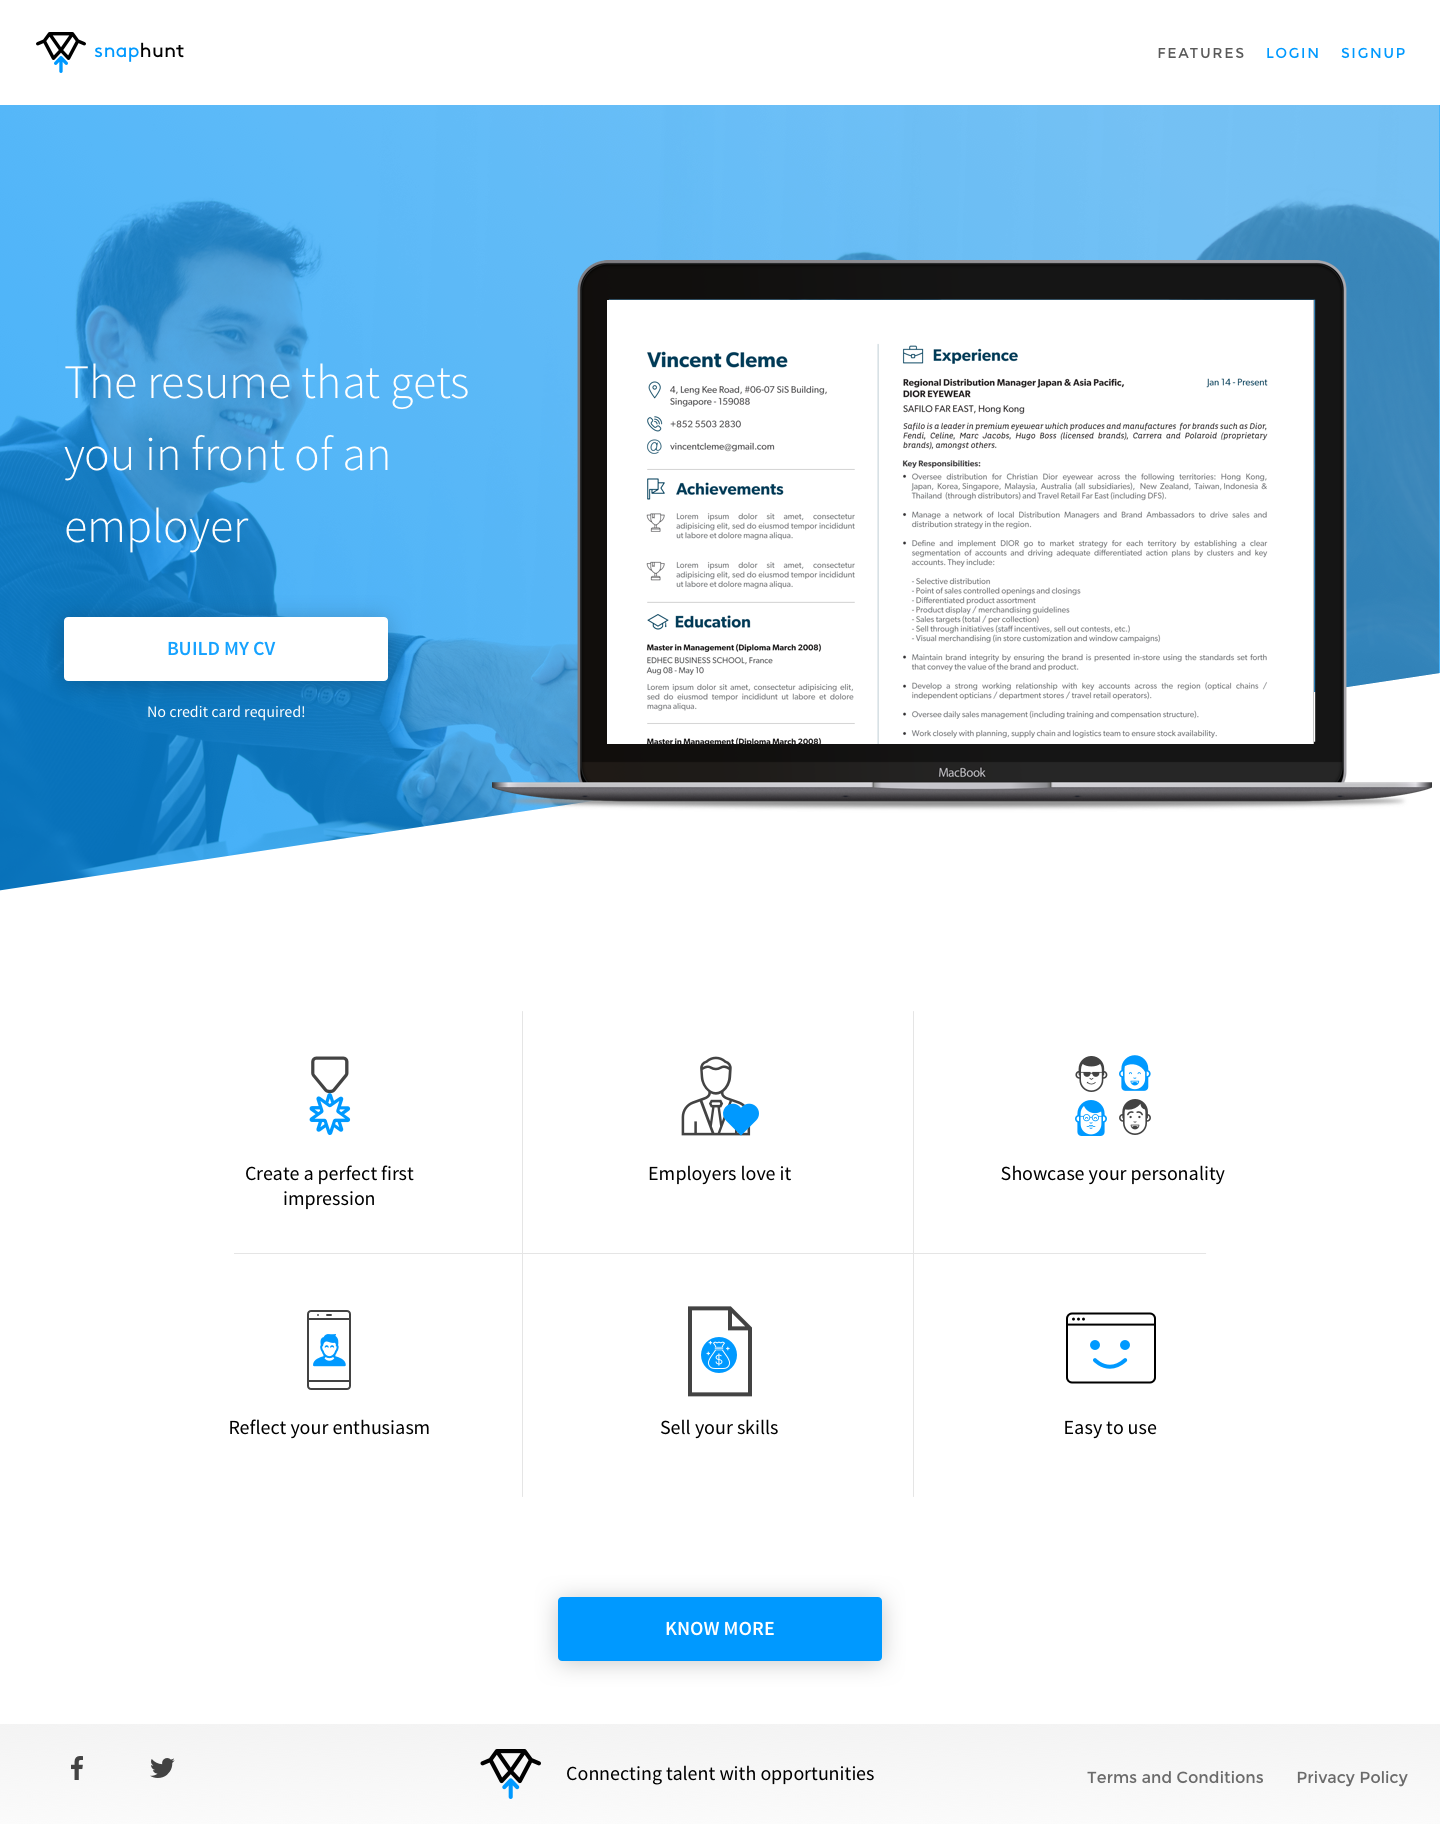 snaphunt
FEATURES LOGIN SIGNUP
The resume that gets
you in front of an
employer
BUILD MY CV
No credit card required!
Vincent Cleme
4, Leng Kee Road, #06-07 SiS Building,
Singapore - 159088
+852 5503 2830
vincentcleme@gmail.com
Achievements
Lorem ipsum dolor sit amet, consectetur
adipisicing elit, sed do eiusmod tempor incididunt
ut labore et dolore magna aliqua.
Lorem ipsum dolor sit amet, consectetur
adipisicing elit, sed do eiusmod tempor incididunt
ut labore et dolore magna aliqua.
Education
Master in Management (Diploma March 2008)
EDHEC BUSINESS SCHOOL, France
Aug 08 - May 10
Lorem ipsum dolor sit amet, consectetur adipisicing elit,
sed do eiusmod tempor incididunt ut labore et dolore
magna aliqua.
Master in Management (Diploma March 2008)
Experience
Regional Distribution Manager Japan & Asia Pacific,
DIOR EYEWEAR
Jan 14 - Present
SAFILO FAR EAST, Hong Kong
Safilo is a leader in premium eyewear which produces and manufactures for brands such as Dior,
Fendi, Celine, Marc Jacobs, Hugo Boss (licensed brands), Carrera and Polaroid (proprietary
brands), amongst others.
Key Responsibilities:
• Oversee distribution for Christian Dior eyewear across the following territories: Hong Kong,
Japan, Korea, Singapore, Malaysia, Australia (all subsidiaries), New Zealand, Taiwan, Indonesia &
Thailand (through distributors) and Travel Retail Far East (including DFS).
• Manage a network of local Distribution Managers and Brand Ambassadors to drive sales and
distribution strategy in the region.
• Define and implement DIOR go to market strategy for each territory by establishing a clear
segmentation of accounts and driving adequate differentiated action plans by clusters and key
accounts. They include:
- Selective distribution
- Point of sales controlled openings and closings
- Differentiated product assortment
- Product display / merchandising guidelines
- Sales targets (total / per collection)
- Sell through initiatives (staff incentives, sell out contests, etc.)
- Visual merchandising (in store customization and window campaigns)
• Maintain brand integrity by ensuring the brand is presented in-store using the standards set forth
that convey the value of the brand and product.
• Develop a strong working relationship with key accounts across the region (optical chains /
independent opticians / department stores / travel retail operators).
• Oversee daily sales management (including training and compensation structure).
• Work closely with planning, supply chain and logistics team to ensure stock availability.
MacBook
Create a perfect first
impression
Employers love it
Showcase your personality
Reflect your enthusiasm
$
Sell your skills
Easy to use
KNOW MORE
Connecting talent with opportunities
Terms and Conditions
Privacy Policy